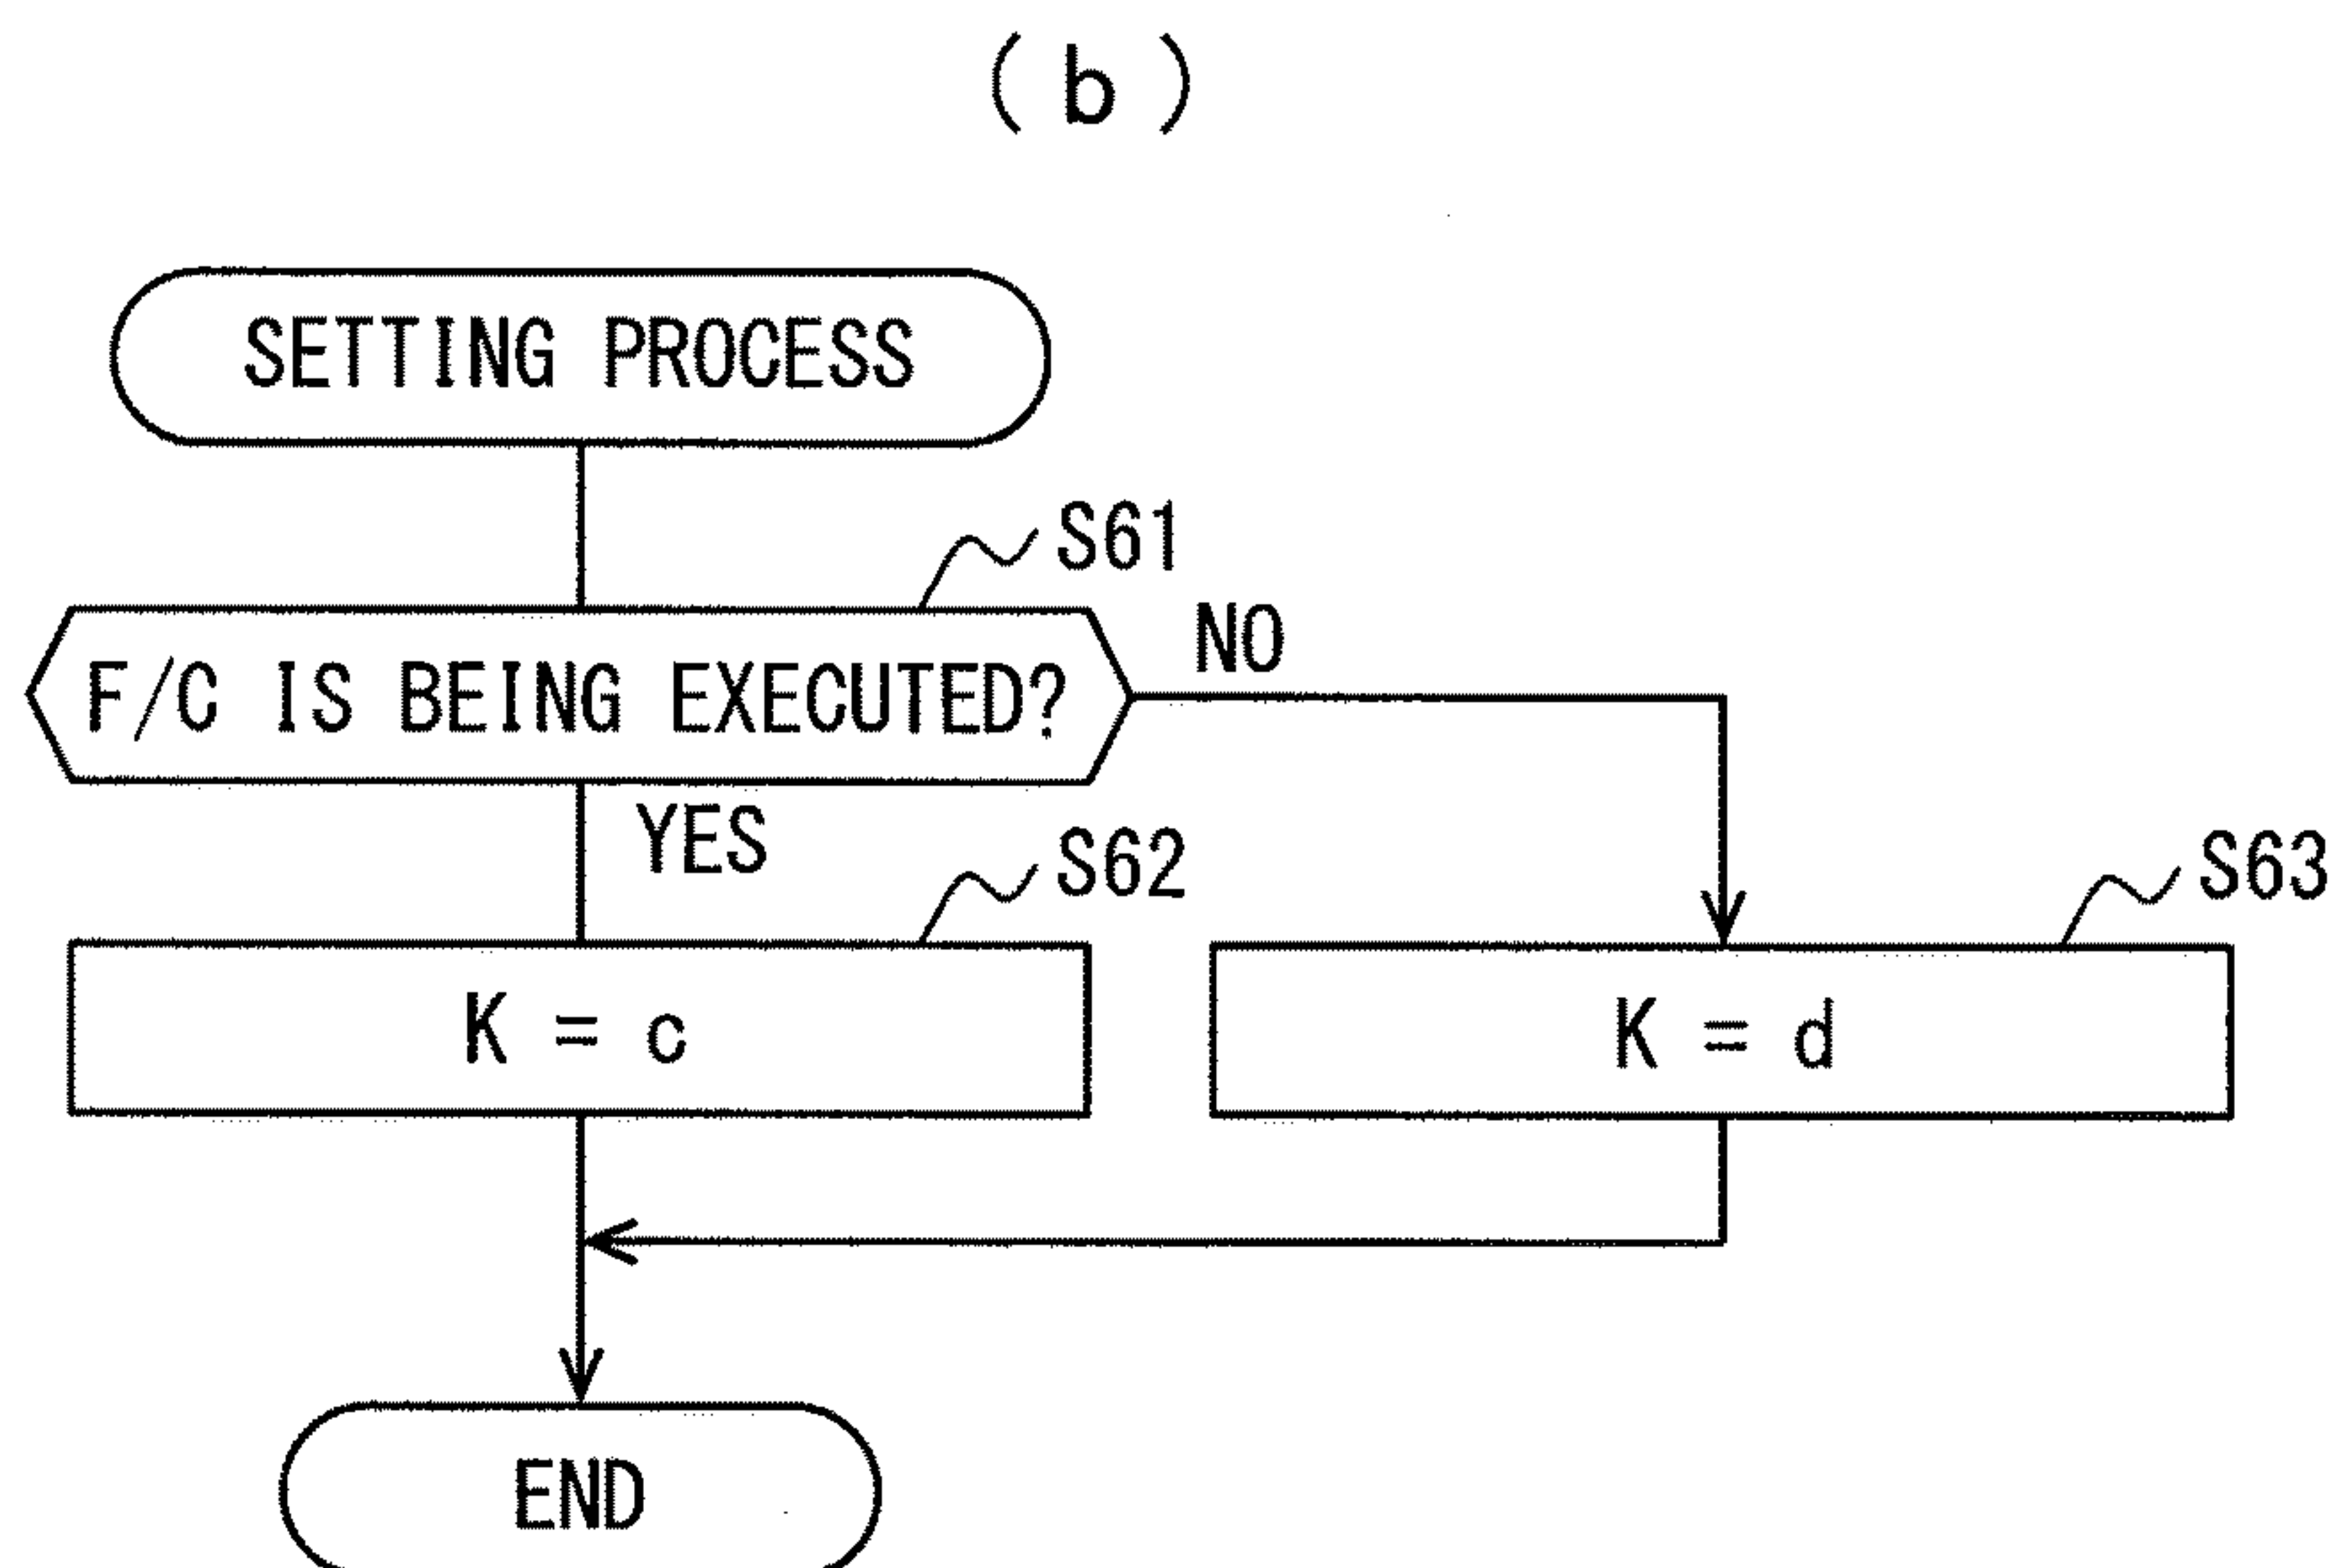 (b)
SETTING PROCESS
S61
F/C IS BEING EXECUTED?
NO
YES
S62
S63
K = c
K = d
END